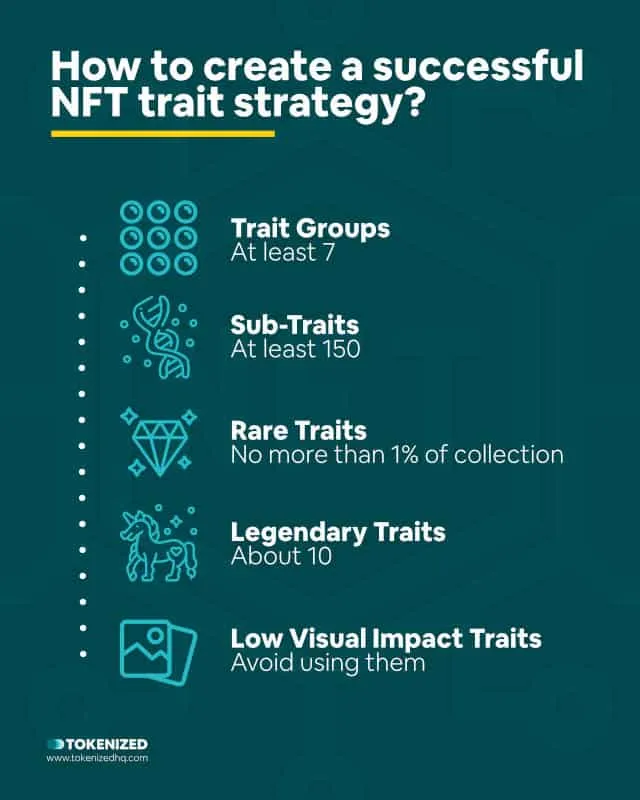 How to create a successful
NFT trait strategy?
Trait Groups
At least 7
Sub-Traits
At least 150
Rare Traits
No more than 1% of collection
Legendary Traits
About 10
Low Visual Impact Traits
Avoid using them
TOKENIZED
www.tokenizedhq.com